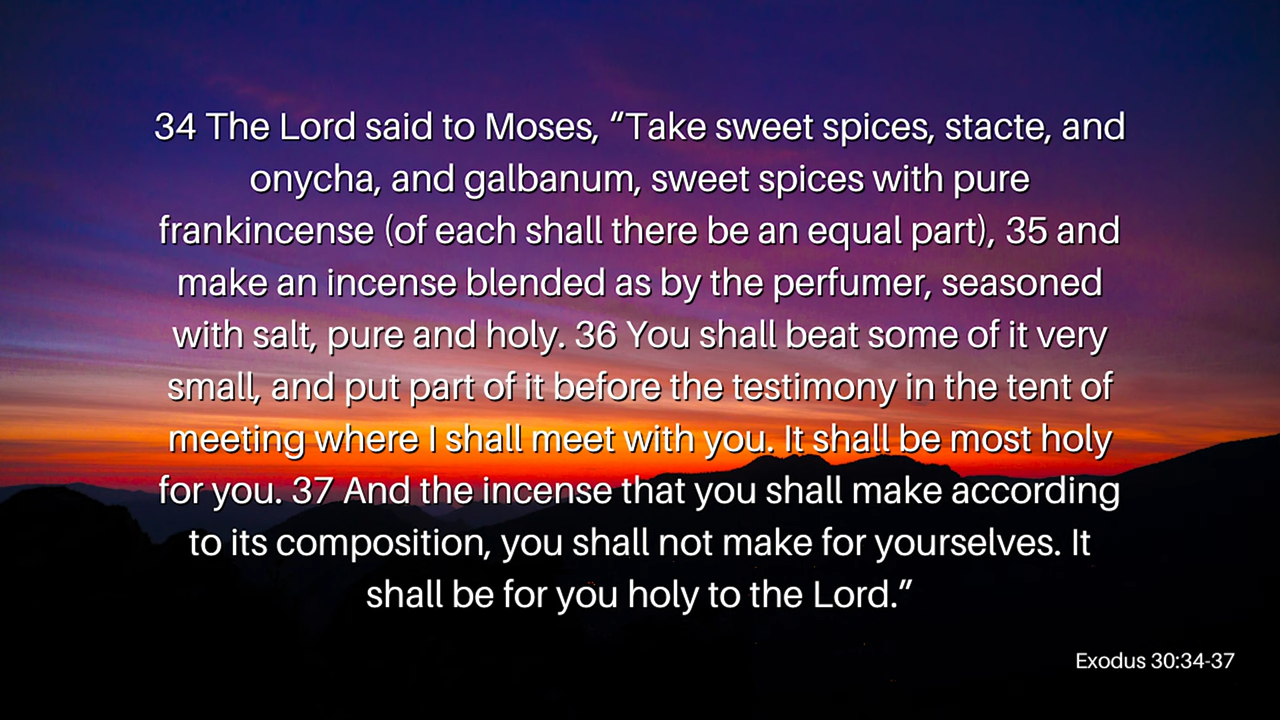 34 The Lord said to Moses, “Take sweet spices, stacte, and
onycha, and galbanum, sweet spices with pure
frankincense (of each shall there be an equal part), 35 and
make an incense blended as by the perfumer, seasoned
with salt, pure and holy. 36 You shall beat some of it very
small, and put part of it before the testimony in the tent of
meeting where I shall meet with you. It shall be most holy
for you. 37 And the incense that you shall make according
to its composition, you shall not make for yourselves. It
shall be for you holy to the Lord.”
Exodus 30:34-37